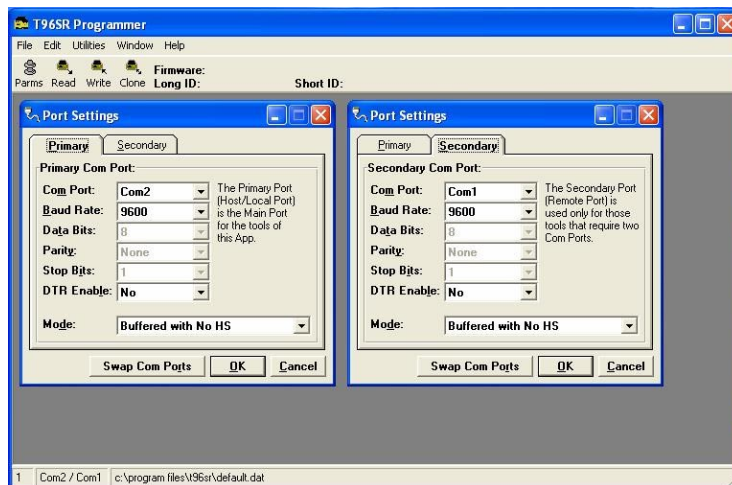 T96SR Programmer
File Edit Utilities Window Help
Parms Read Write Clone Firmware:
Long ID: Short ID:
Port Settings
Primary Secondary
Primary Com Port:
Com Port: Com2
Baud Rate: 9600
Data Bits: 8
Parity: None
Stop Bits: 1
DTR Enable: No
The Primary Port
(Host/Local Port)
is the Main Port
for the tools of
this App.
Mode: Buffered with No HS
Swap Com Ports OK Cancel
Port Settings
Primary Secondary
Secondary Com Port:
Com Port: Com1
Baud Rate: 9600
Data Bits: 8
Parity: None
Stop Bits: 1
DTR Enable: No
The Secondary Port
(Remote Port) is
used only for those
tools that require two
Com Ports.
Mode: Buffered with No HS
Swap Com Ports OK Cancel
1 Com2 / Com1 c:\program files\t96sr\default.dat